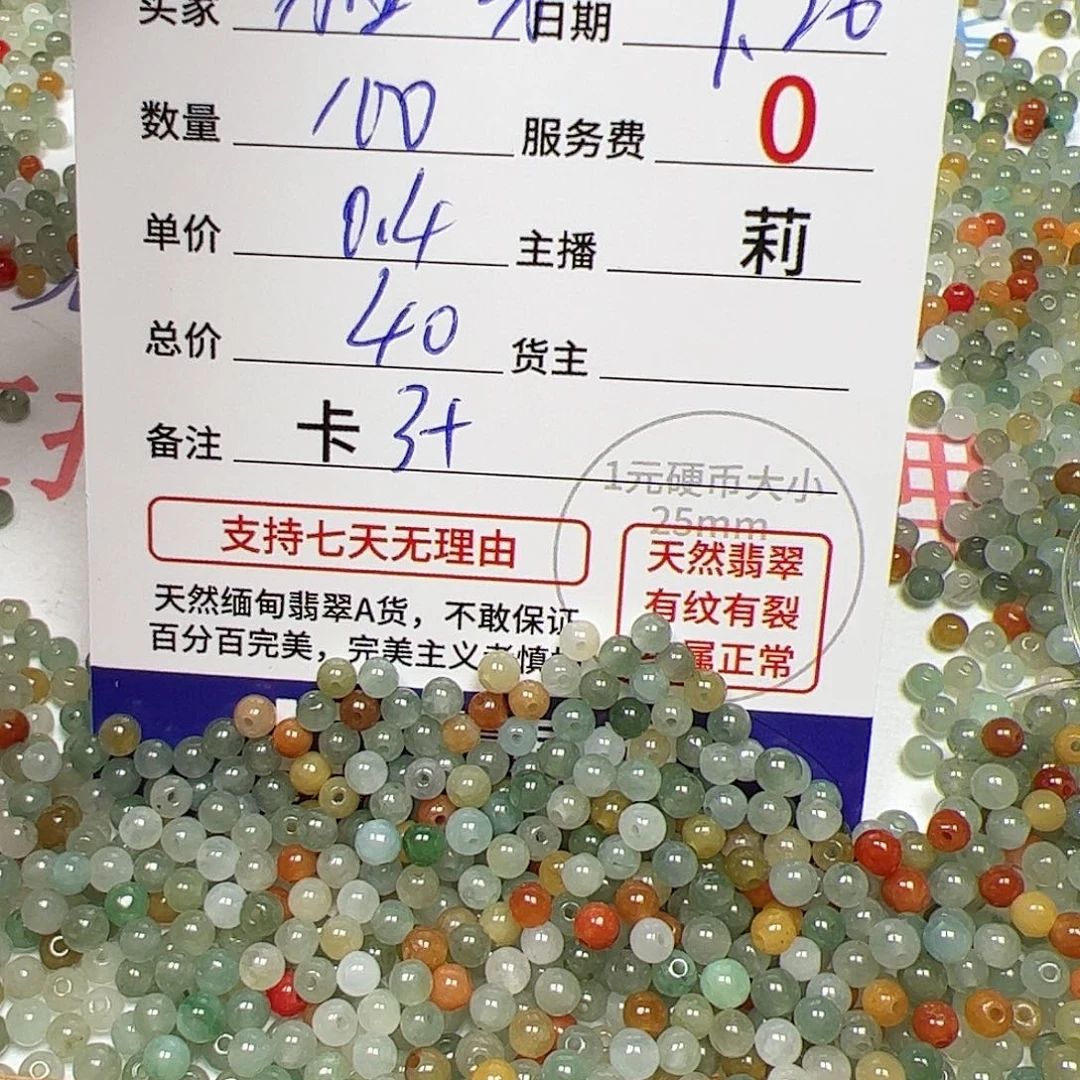 买家 日期 1.26
数量 100 服务费 0
单价 0.4 主播 莉
总价 40 货主
备注 卡 3+
1元硬币大小
25mm
支持七天无理由
天然翡翠
有纹有裂
属正常
天然缅甸翡翠A货，不敢保证
百分百完美，完美主义者慎